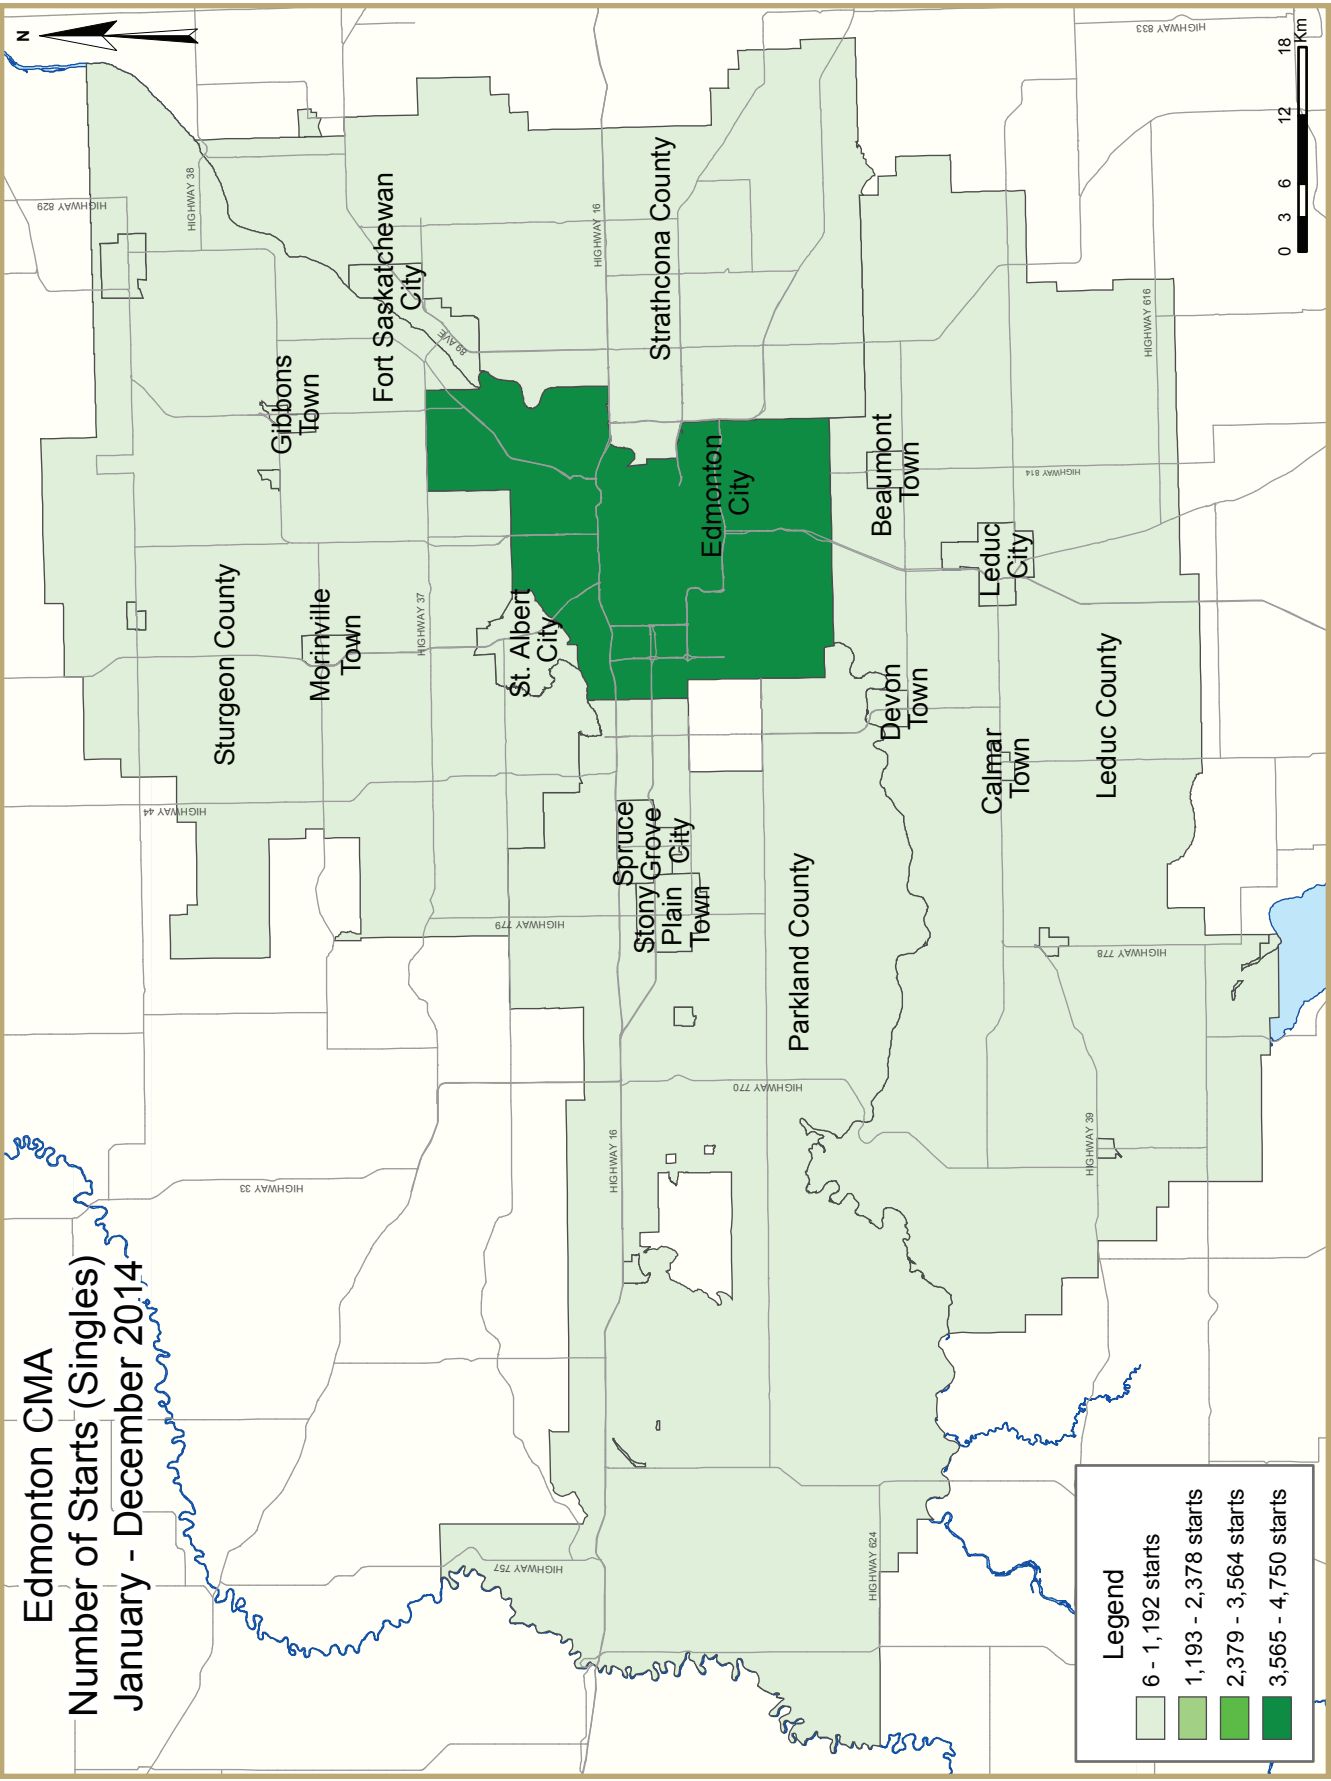 Edmonton CMA
Number of Starts (Singles)
January - December 2014
N
HIGHWAY 829
HIGHWAY 38
HIGHWAY 833
HIGHWAY 44
HIGHWAY 33
Sturgeon County
Gibbons
Town
Morinville
Town
Fort Saskatchewan
City
89 AVE
HIGHWAY 37
St. Albert
City
HIGHWAY 779
HIGHWAY 757
HIGHWAY 16
HIGHWAY 16
Strathcona County
Spruce
Grove
City
Stony
Plain
Town
Edmonton
City
HIGHWAY 770
Parkland County
HIGHWAY 624
Beaumont
Town
Devon
Town
Leduc
City
Calmar
Town
HIGHWAY 814
HIGHWAY 616
Leduc County
HIGHWAY 778
HIGHWAY 39
Legend
6 - 1,192 starts
1,193 - 2,378 starts
2,379 - 3,564 starts
3,565 - 4,750 starts
0 3 6 12 18
Km